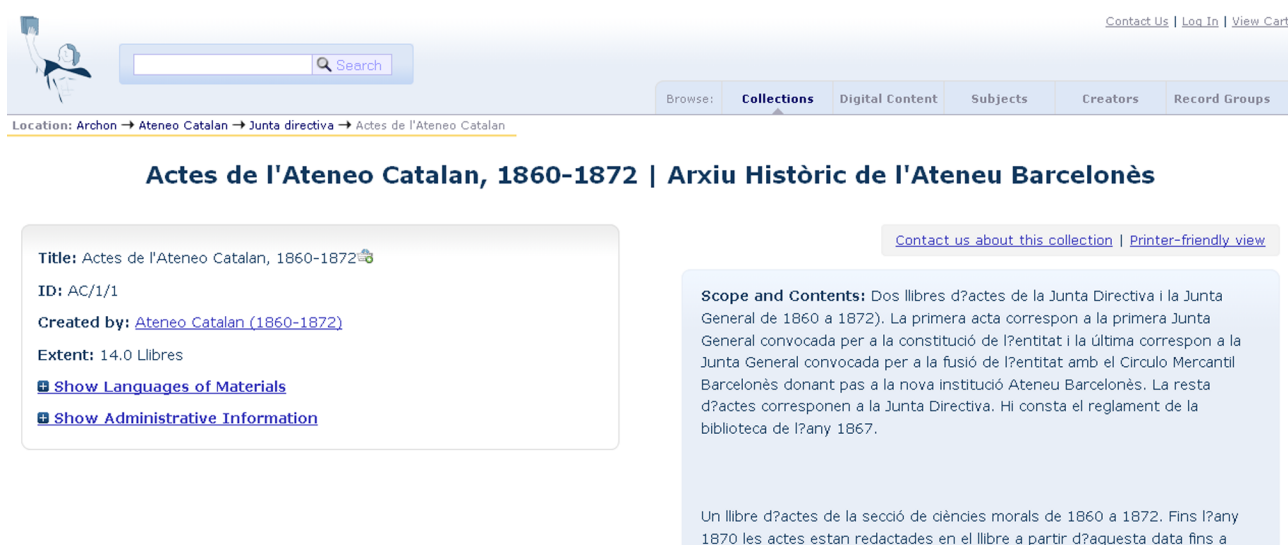 Contact Us | Log In | View Cart
Search
Browse: Collections Digital Content Subjects Creators Record Groups
Location: Archon → Ateneo Catalan → Junta directiva → Actes de l'Ateneo Catalan
Actes de l'Ateneo Catalan, 1860-1872 | Arxiu Històric de l'Ateneu Barcelonès
Title: Actes de l'Ateneo Catalan, 1860-1872
ID: AC/1/1
Created by: Ateneo Catalan (1860-1872)
Extent: 14.0 Llibres
Show Languages of Materials
Show Administrative Information
Contact us about this collection | Printer-friendly view
Scope and Contents: Dos llibres d?actes de la Junta Directiva i la Junta
General de 1860 a 1872). La primera acta correspon a la primera Junta
General convocada per a la constitució de l?entitat i la última correspon a la
Junta General convocada per a la fusió de l?entitat amb el Circulo Mercantil
Barcelonès donant pas a la nova institució Ateneu Barcelonès. La resta
d?actes corresponen a la Junta Directiva. Hi consta el reglament de la
biblioteca de l?any 1867.
Un llibre d?actes de la secció de ciències morals de 1860 a 1872. Fins l?any
1870 les actes estan redactades en el llibre a partir d?aquesta data fins a